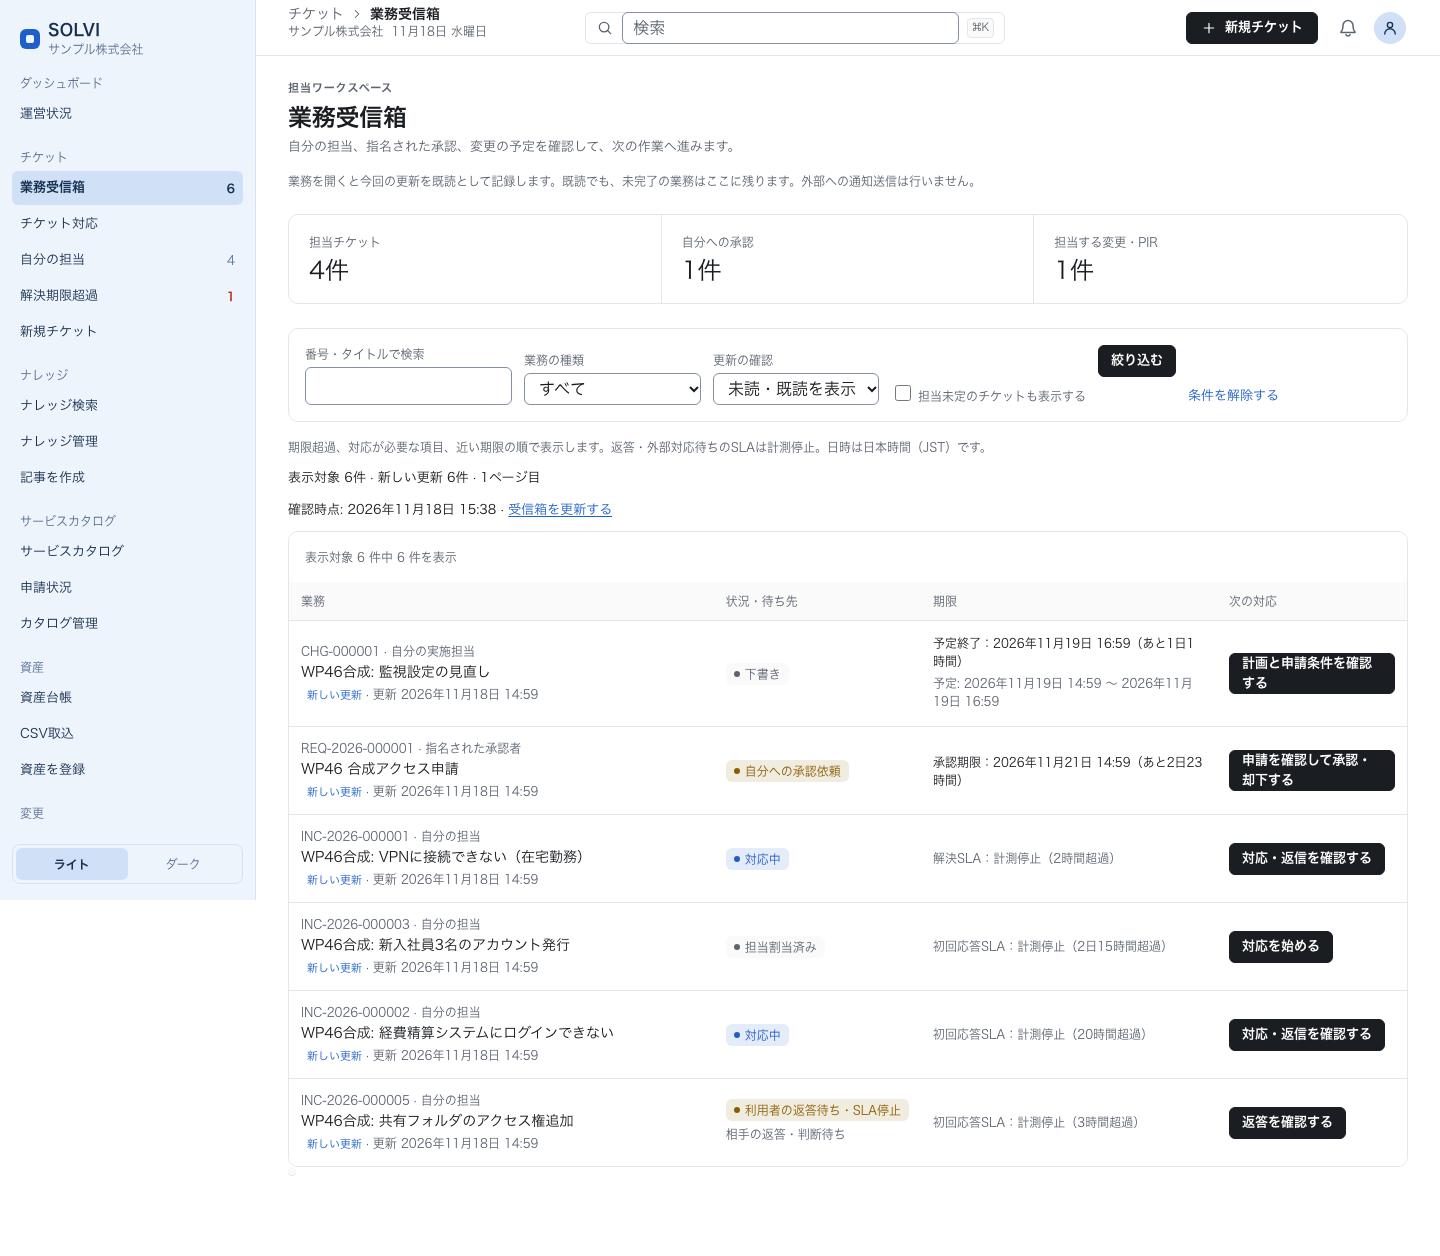 SOLVI
サンプル株式会社
ダッシュボード
運営状況
チケット
業務受信箱 6
チケット対応
自分の担当 4
解決期限超過 1
新規チケット
ナレッジ
ナレッジ検索
ナレッジ管理
記事を作成
サービスカタログ
サービスカタログ
申請状況
カタログ管理
資産
資産台帳
CSV取込
資産を登録
変更
ライト ダーク
チケット > 業務受信箱
サンプル株式会社 11月18日 水曜日
検索 ⌘K
+ 新規チケット
担当ワークスペース
業務受信箱
自分の担当、指名された承認、変更の予定を確認して、次の作業へ進みます。
業務を開くと今回の更新を既読として記録します。既読でも、未完了の業務はここに残ります。外部への通知送信は行いません。
担当チケット
4件
自分への承認
1件
担当する変更・PIR
1件
番号・タイトルで検索
業務の種類
すべて
更新の確認
未読・既読を表示
担当未定のチケットも表示する
絞り込む
条件を解除する
期限超過、対応が必要な項目、近い期限の順で表示します。返答・外部対応待ちのSLAは計測停止。日時は日本時間（JST）です。
表示対象 6件 · 新しい更新 6件 · 1ページ目
確認時点: 2026年11月18日 15:38 · 受信箱を更新する
表示対象 6 件中 6 件を表示
業務 状況・待ち先 期限 次の対応
CHG-000001 · 自分の実施担当
WP46合成: 監視設定の見直し
新しい更新 · 更新 2026年11月18日 14:59
下書き
予定終了：2026年11月19日 16:59（あと1日1
時間）
予定: 2026年11月19日 14:59 〜 2026年11月
19日 16:59
計画と申請条件を確認
する
REQ-2026-000001 · 指名された承認者
WP46 合成アクセス申請
新しい更新 · 更新 2026年11月18日 14:59
自分への承認依頼
承認期限：2026年11月21日 14:59（あと2日23
時間）
申請を確認して承認・
却下する
INC-2026-000001 · 自分の担当
WP46合成: VPNに接続できない（在宅勤務）
新しい更新 · 更新 2026年11月18日 14:59
対応中
解決SLA：計測停止（2時間超過）
対応・返信を確認する
INC-2026-000003 · 自分の担当
WP46合成: 新入社員3名のアカウント発行
新しい更新 · 更新 2026年11月18日 14:59
担当割当済み
初回応答SLA：計測停止（2日15時間超過）
対応を始める
INC-2026-000002 · 自分の担当
WP46合成: 経費精算システムにログインできない
新しい更新 · 更新 2026年11月18日 14:59
対応中
初回応答SLA：計測停止（20時間超過）
対応・返信を確認する
INC-2026-000005 · 自分の担当
WP46合成: 共有フォルダのアクセス権追加
新しい更新 · 更新 2026年11月18日 14:59
利用者の返答待ち・SLA停止
相手の返答・判断待ち
初回応答SLA：計測停止（3時間超過）
返答を確認する